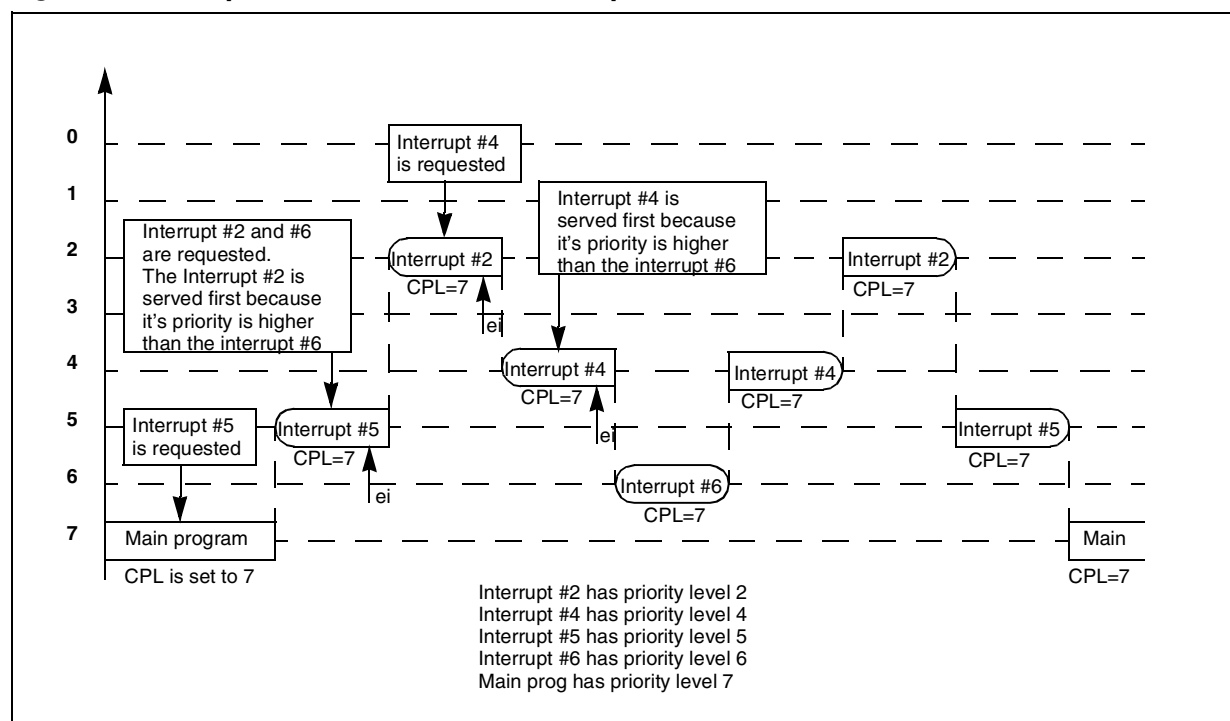 0
1
2
3
4
5
6
7
Interrupt #4
is requested
Interrupt #4 is
served first because
it's priority is higher
than the interrupt #6
Interrupt #2 and #6
are requested.
The Interrupt #2 is
served first because
it's priority is higher
than the interrupt #6
Interrupt #2
CPL=7
ei
Interrupt #2
CPL=7
Interrupt #4
CPL=7
ei
Interrupt #4
CPL=7
Interrupt #5
is requested
Interrupt #5
CPL=7
ei
Interrupt #5
CPL=7
Interrupt #6
CPL=7
Main program
CPL is set to 7
Main
CPL=7
Interrupt #2 has priority level 2
Interrupt #4 has priority level 4
Interrupt #5 has priority level 5
Interrupt #6 has priority level 6
Main prog has priority level 7